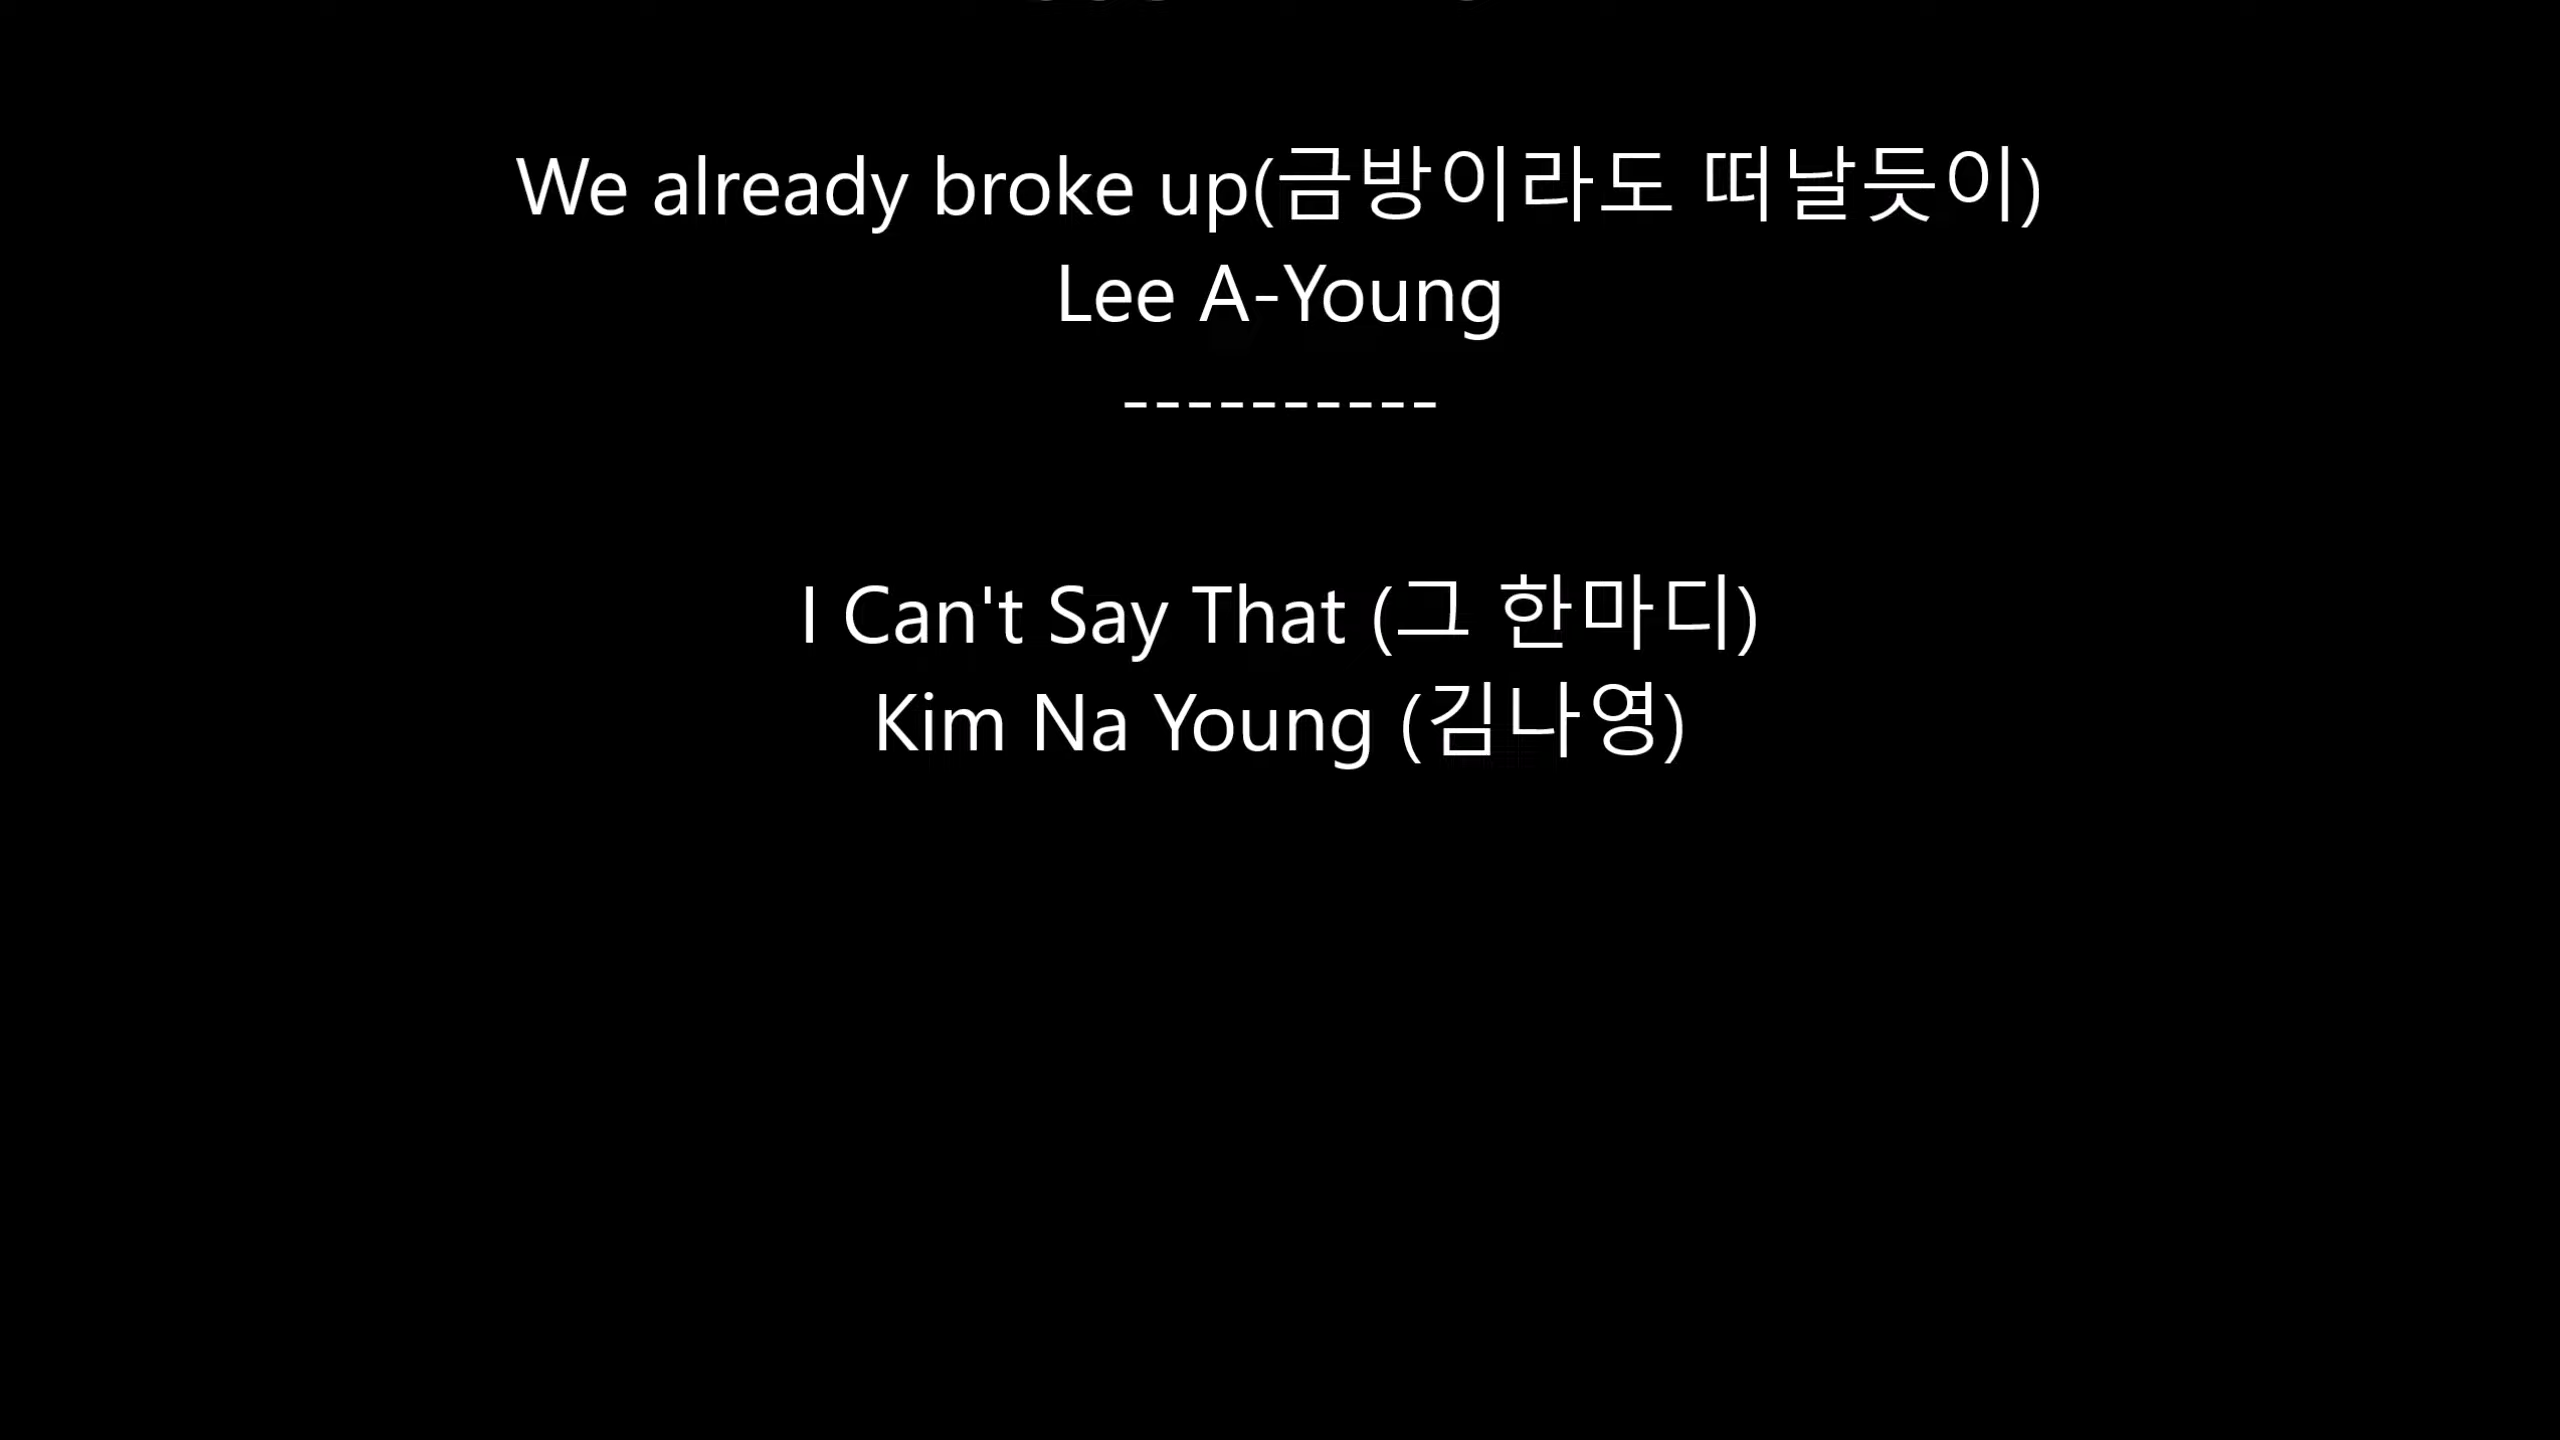 We already broke up(금방이라도 떠날듯이)
Lee A-Young
----------
I Can't Say That (그 한마디)
Kim Na Young (김나영)